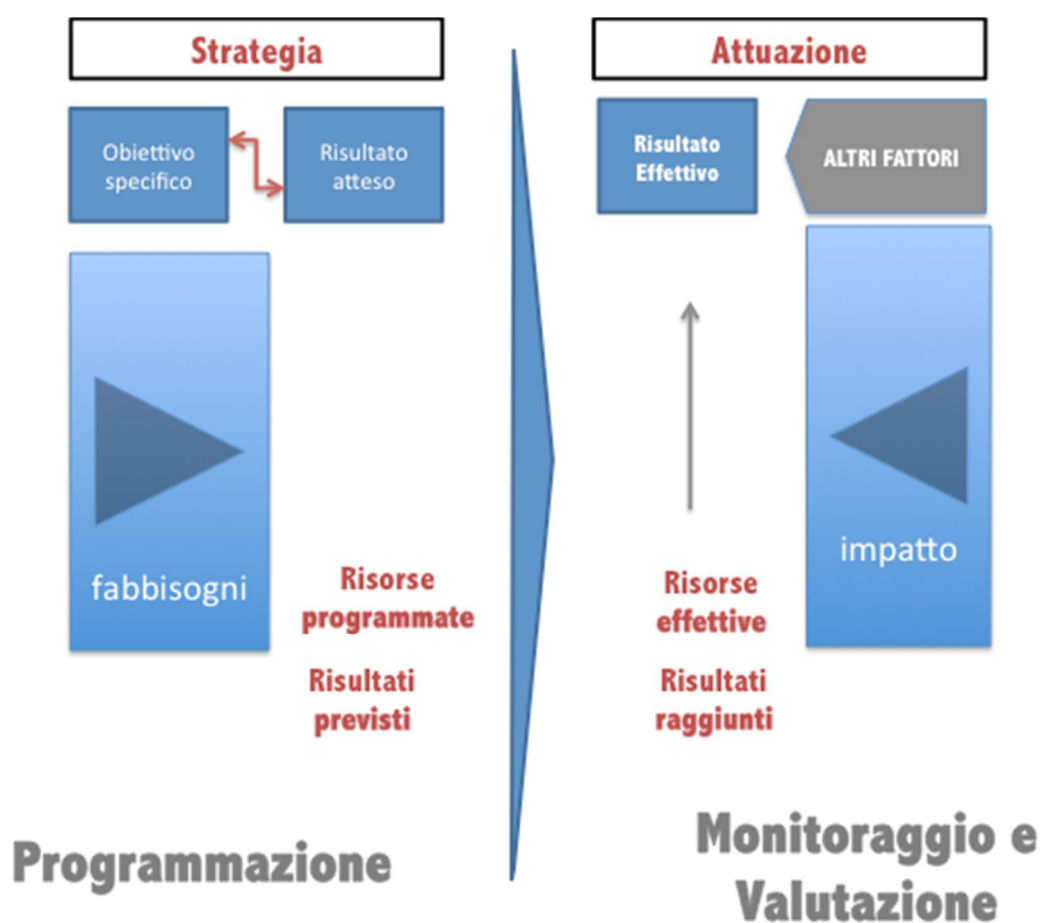 Strategia
Obiettivo
specifico
Risultato
atteso
fabbisogni
Risorse
programmate
Risultati
previsti
Programmazione
Attuazione
Risultato
Effettivo
ALTRI FATTORI
impatto
Risorse
effettive
Risultati
raggiunti
Monitoraggio e
Valutazione